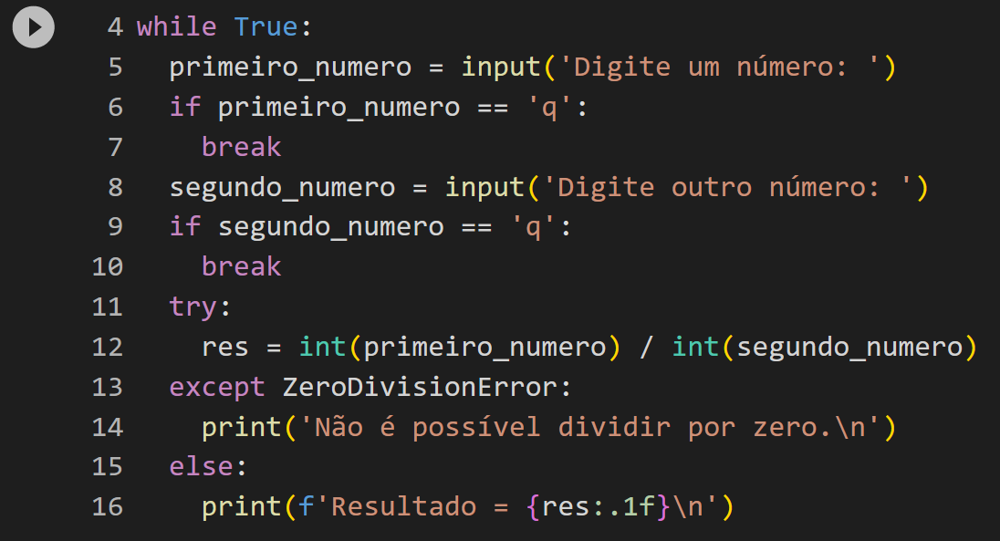 4 while True:
5   primeiro_numero = input('Digite um número: ')
6   if primeiro_numero == 'q':
7     break
8   segundo_numero = input('Digite outro número: ')
9   if segundo_numero == 'q':
10     break
11   try:
12     res = int(primeiro_numero) / int(segundo_numero)
13   except ZeroDivisionError:
14     print('Não é possível dividir por zero.\n')
15   else:
16     print(f'Resultado = {res:.1f}\n')